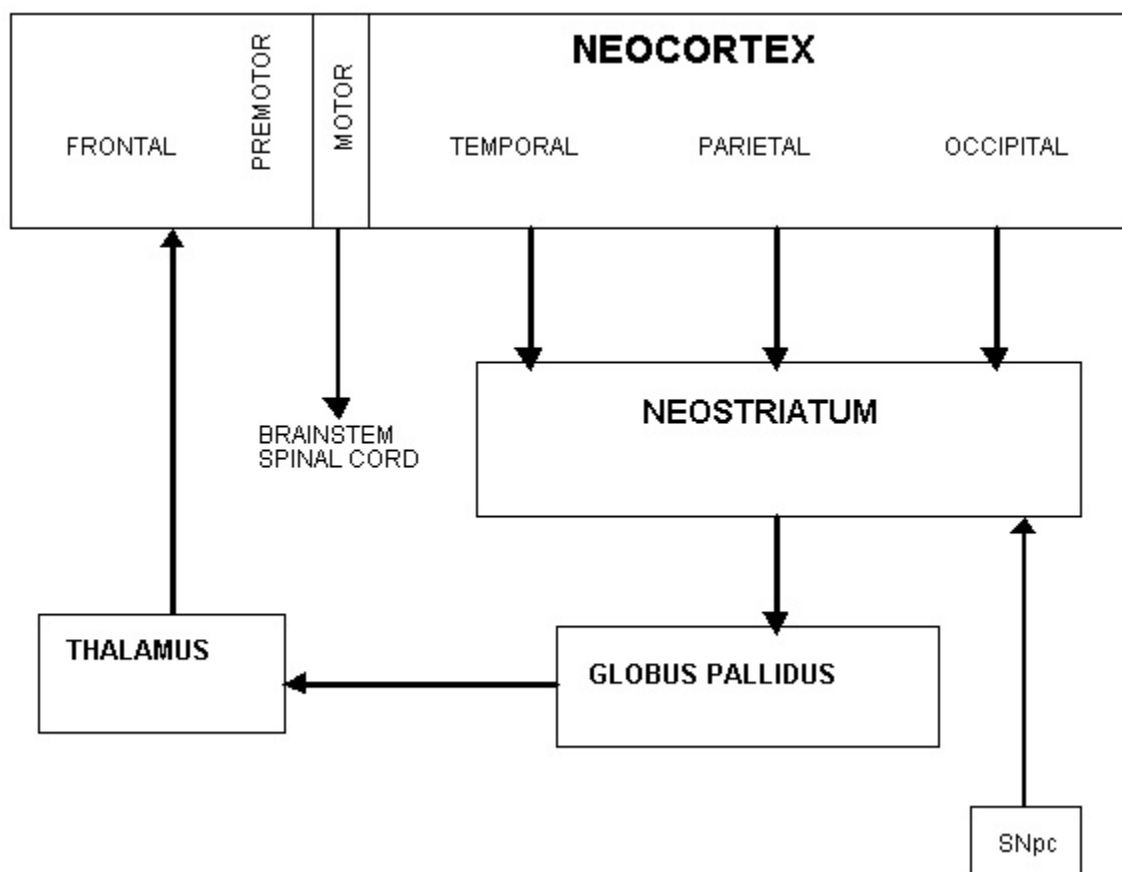 NEOCORTEX
FRONTAL
PREMOTOR
MOTOR
TEMPORAL
PARIETAL
OCCIPITAL
BRAINSTEM
SPINAL CORD
NEOSTRIATUM
THALAMUS
GLOBUS PALLIDUS
SNpc